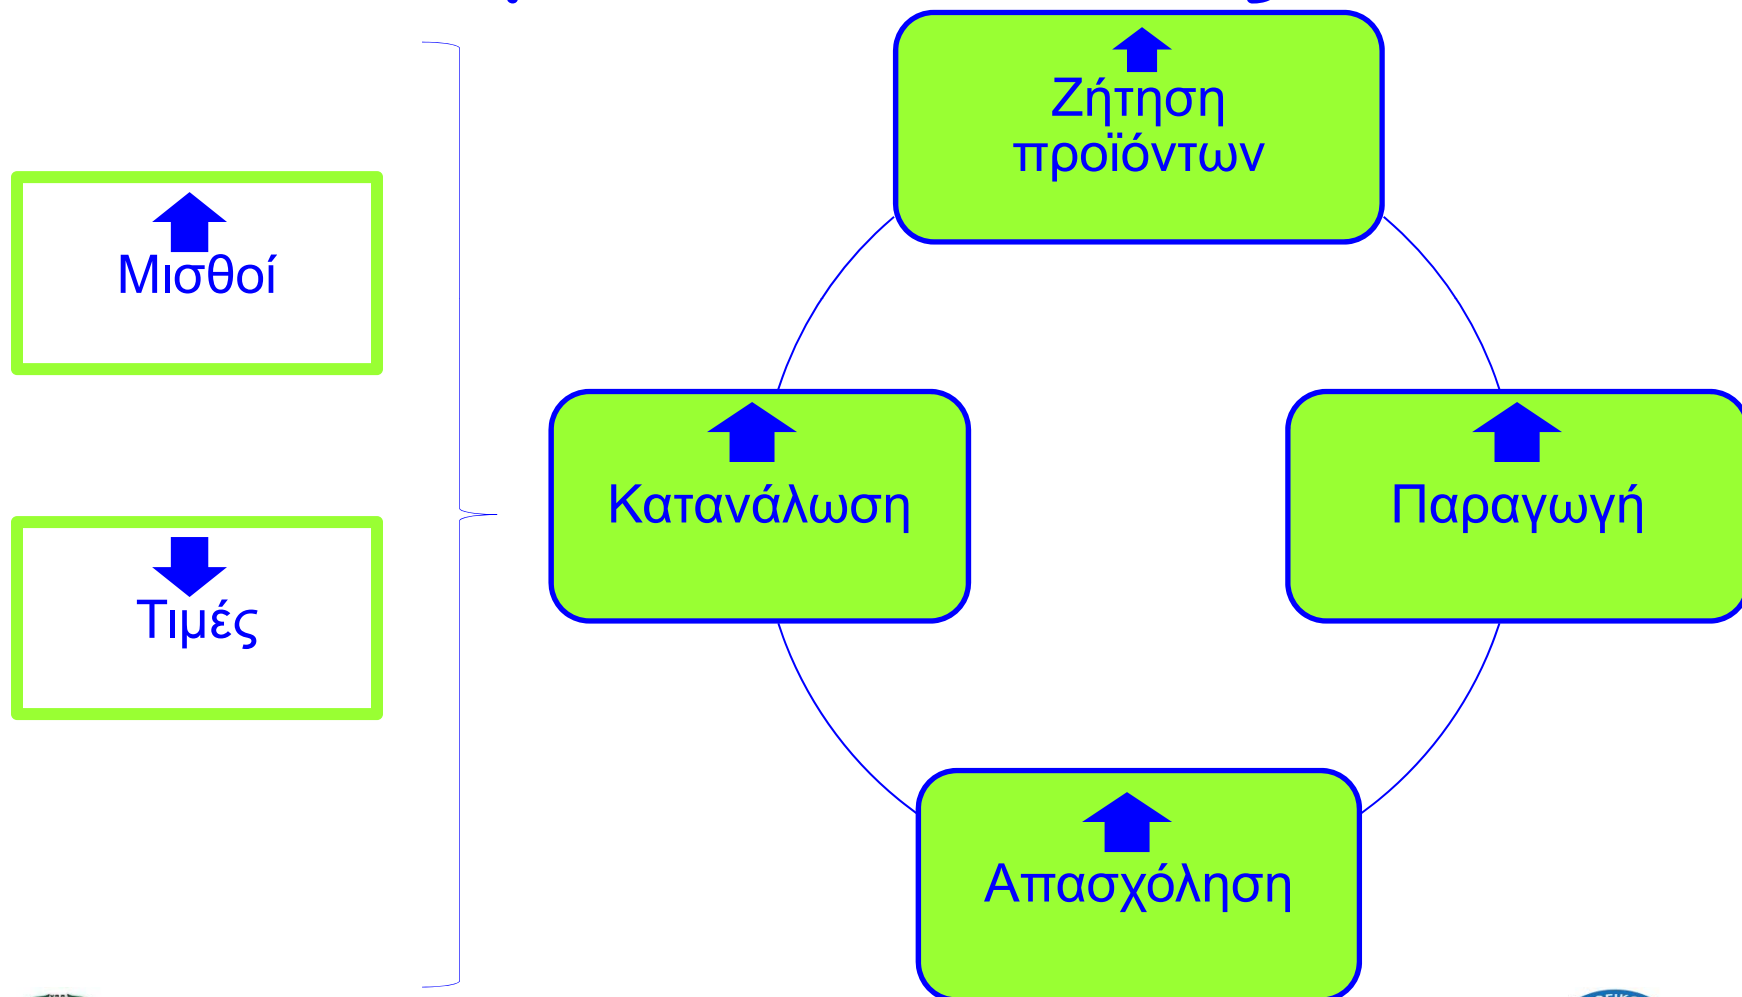 Μισθοί
Τιμές
Ζήτηση
προϊόντων
Κατανάλωση
Παραγωγή
Απασχόληση